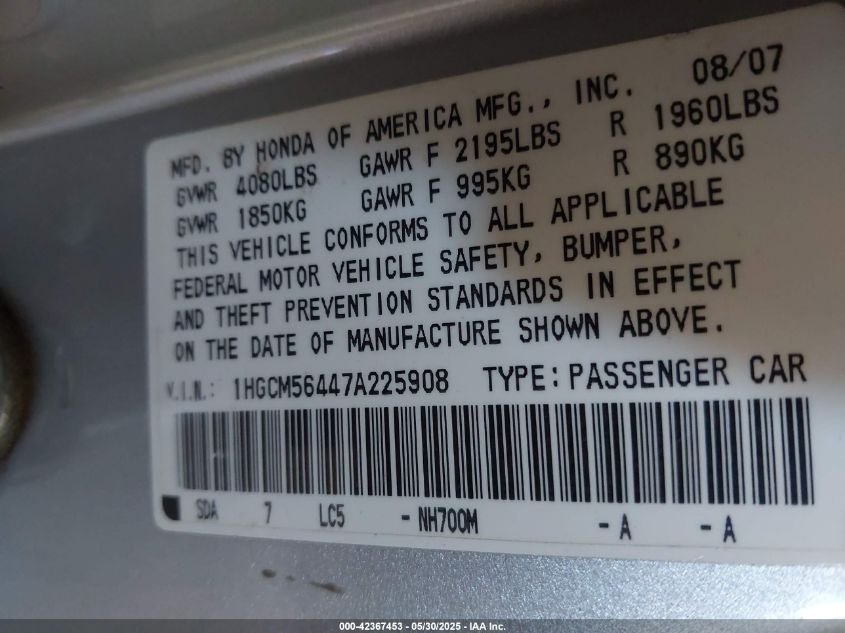 MFD. BY HONDA OF AMERICA MFG., INC. 08/07
GVWR 4080LBS GAWR F 2195LBS R 1960LBS
GVWR 1850KG GAWR F 995KG R 890KG
THIS VEHICLE CONFORMS TO ALL APPLICABLE
FEDERAL MOTOR VEHICLE SAFETY, BUMPER,
AND THEFT PREVENTION STANDARDS IN EFFECT
ON THE DATE OF MANUFACTURE SHOWN ABOVE.
V.I.N.: 1HGCM56447A225908 TYPE: PASSENGER CAR
SDA 7 LC5 - NH700M - A - A
000-42367453 - 05/30/2025 - IAA Inc.